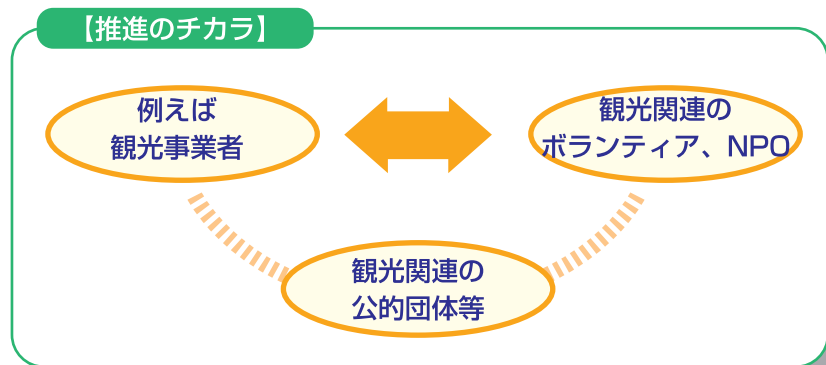 【推進のチカラ】
例えば
観光事業者
観光関連の
ボランティア、NPO
観光関連の
公的団体等